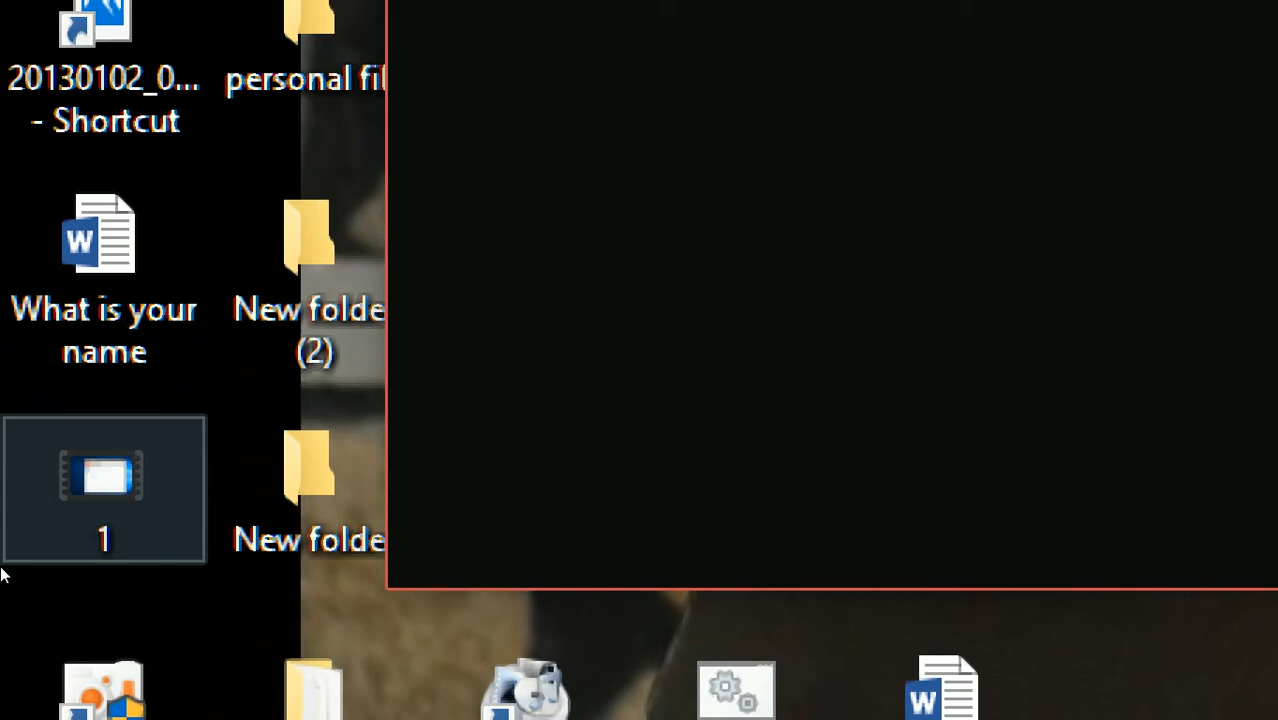 20130102_0...
- Shortcut
personal fil
What is your
name
New folde
(2)
1
New folde